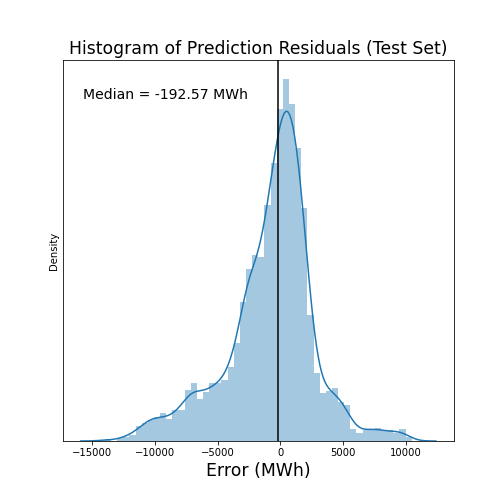 Histogram of Prediction Residuals (Test Set)
Median = -192.57 MWh
Density
−15000 −10000 −5000 0 5000 10000
Error (MWh)